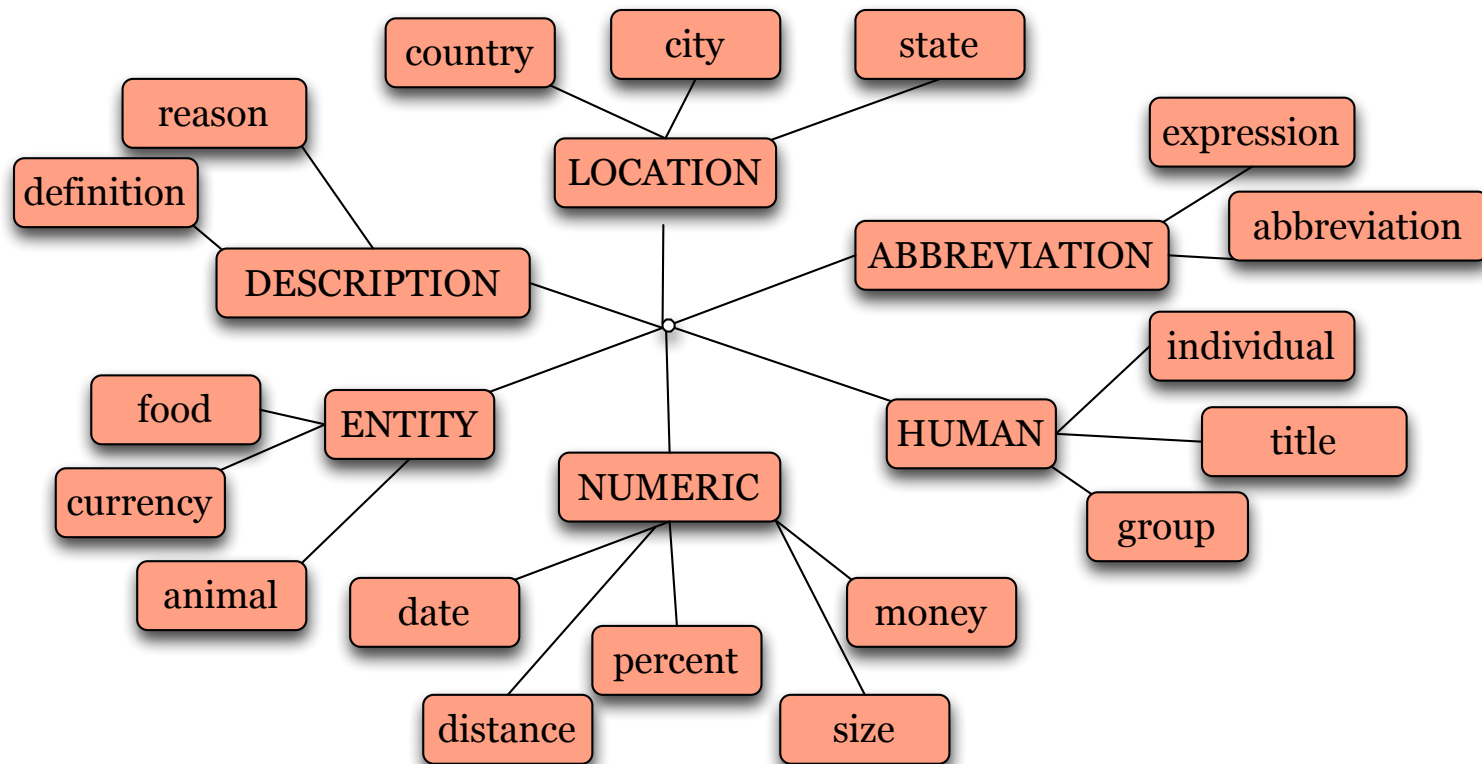 country
city
state
reason
expression
definition
LOCATION
abbreviation
ABBREVIATION
DESCRIPTION
individual
food
ENTITY
HUMAN
title
currency
NUMERIC
group
animal
date
money
percent
distance
size